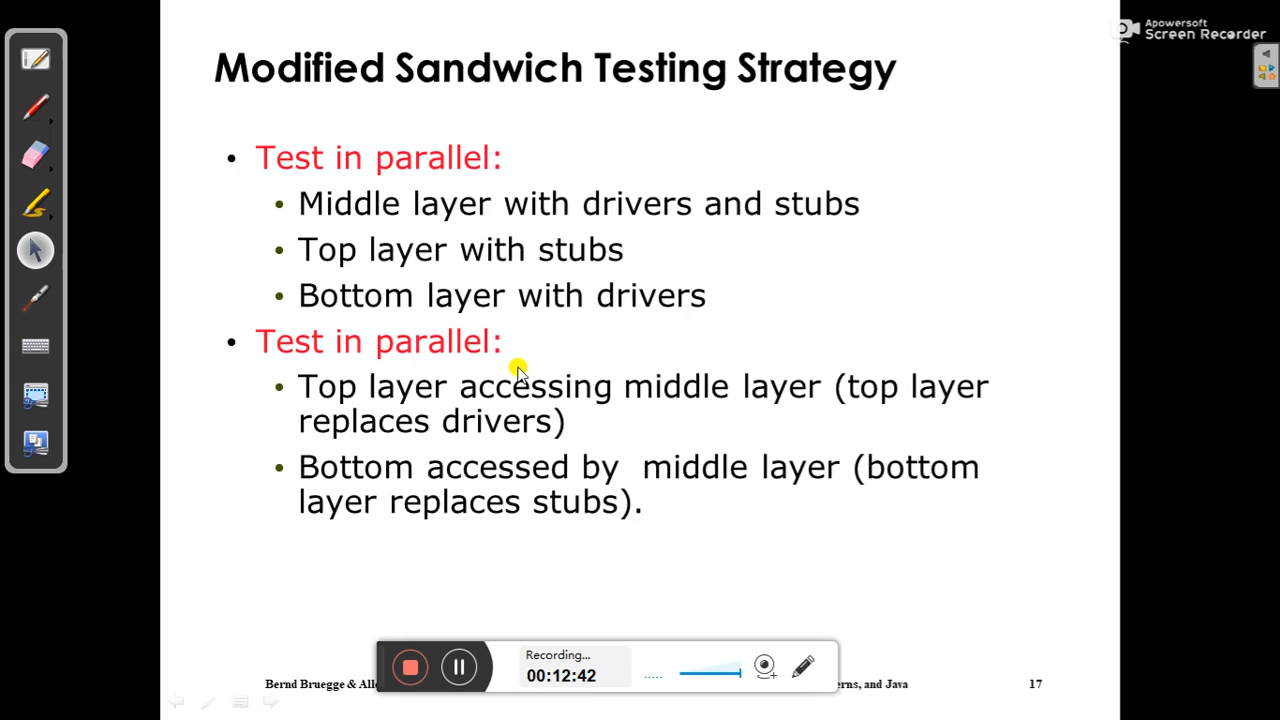 Apowersoft
Screen Recorder
Modified Sandwich Testing Strategy
• Test in parallel:
• Middle layer with drivers and stubs
• Top layer with stubs
• Bottom layer with drivers
• Test in parallel:
• Top layer accessing middle layer (top layer
replaces drivers)
• Bottom accessed by middle layer (bottom
layer replaces stubs).
Recording...
00:12:42
Bernd Bruegge & All
erns, and Java
17